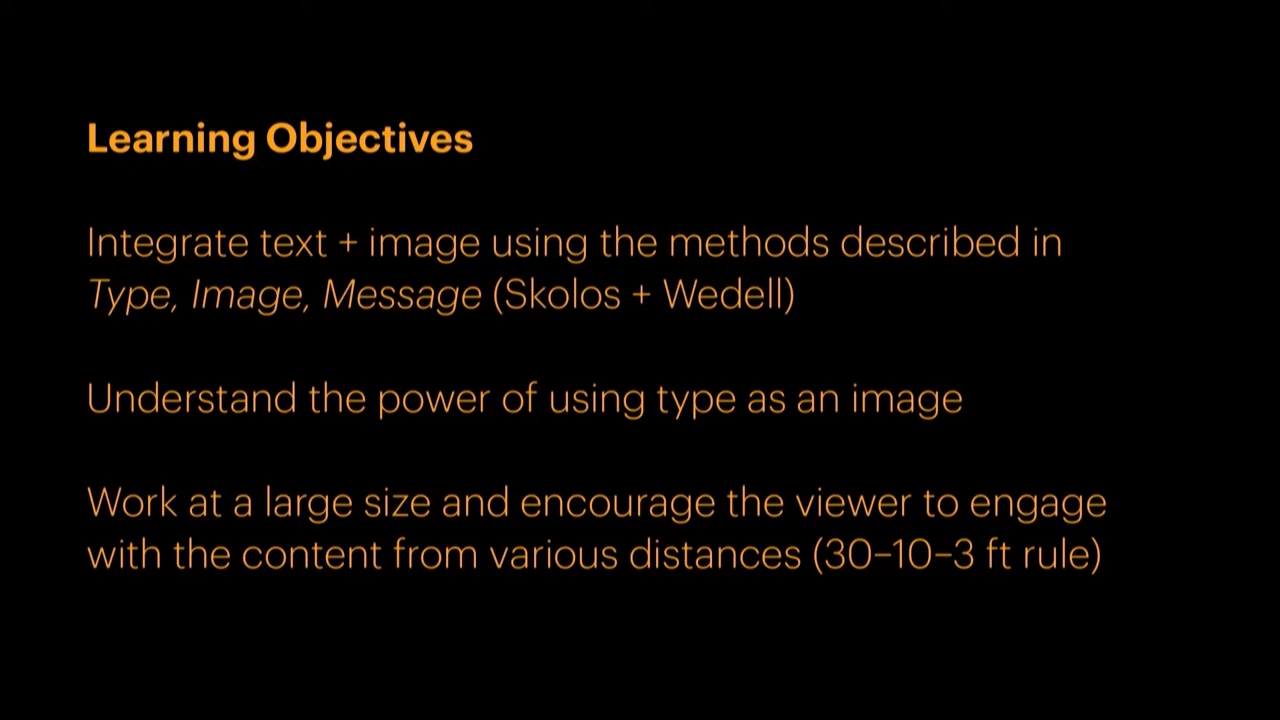 Learning Objectives
Integrate text + image using the methods described in
Type, Image, Message (Skolos + Wedell)
Understand the power of using type as an image
Work at a large size and encourage the viewer to engage
with the content from various distances (30–10–3 ft rule)